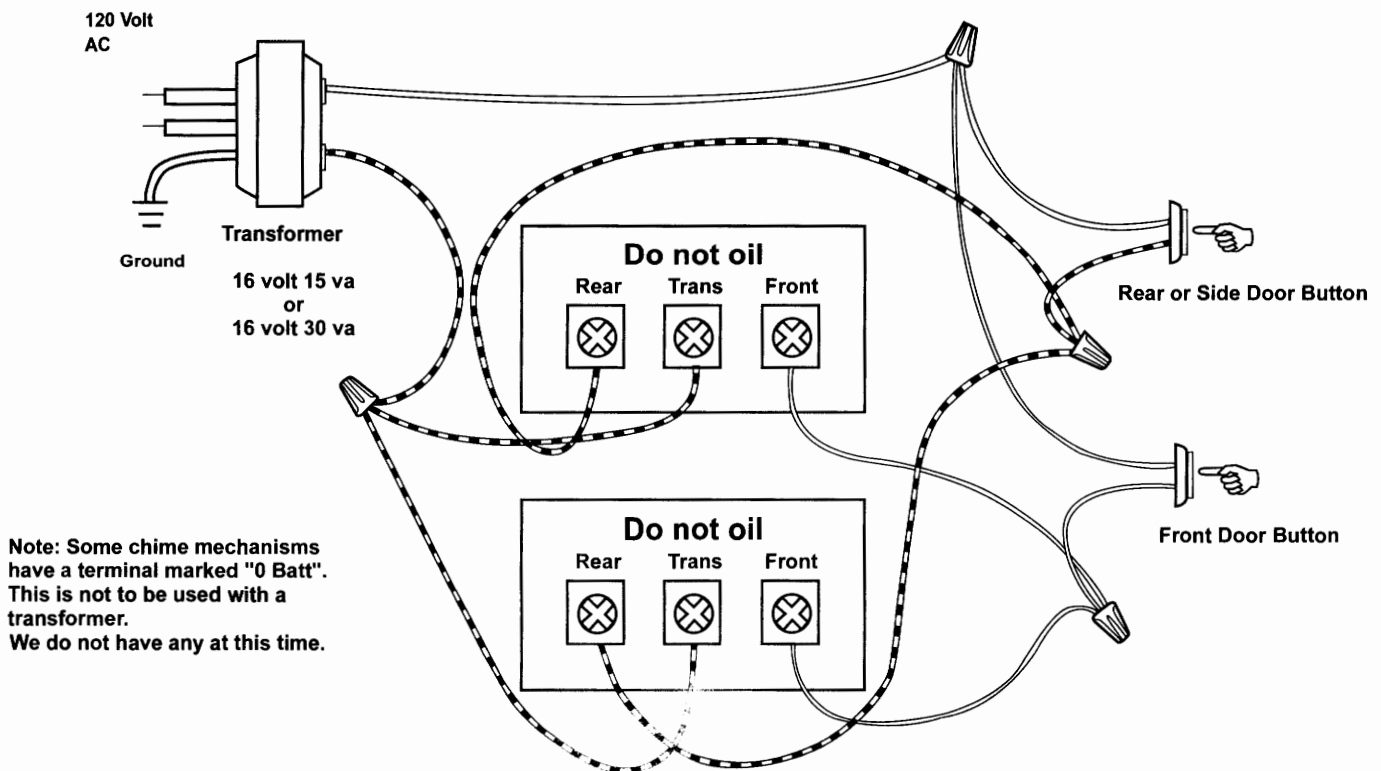 120 Volt
AC
Ground
Transformer
16 volt 15 va
or
16 volt 30 va
Do not oil
Rear Trans Front
Rear or Side Door Button
Do not oil
Rear Trans Front
Front Door Button
Note: Some chime mechanisms
have a terminal marked "0 Batt".
This is not to be used with a
transformer.
We do not have any at this time.